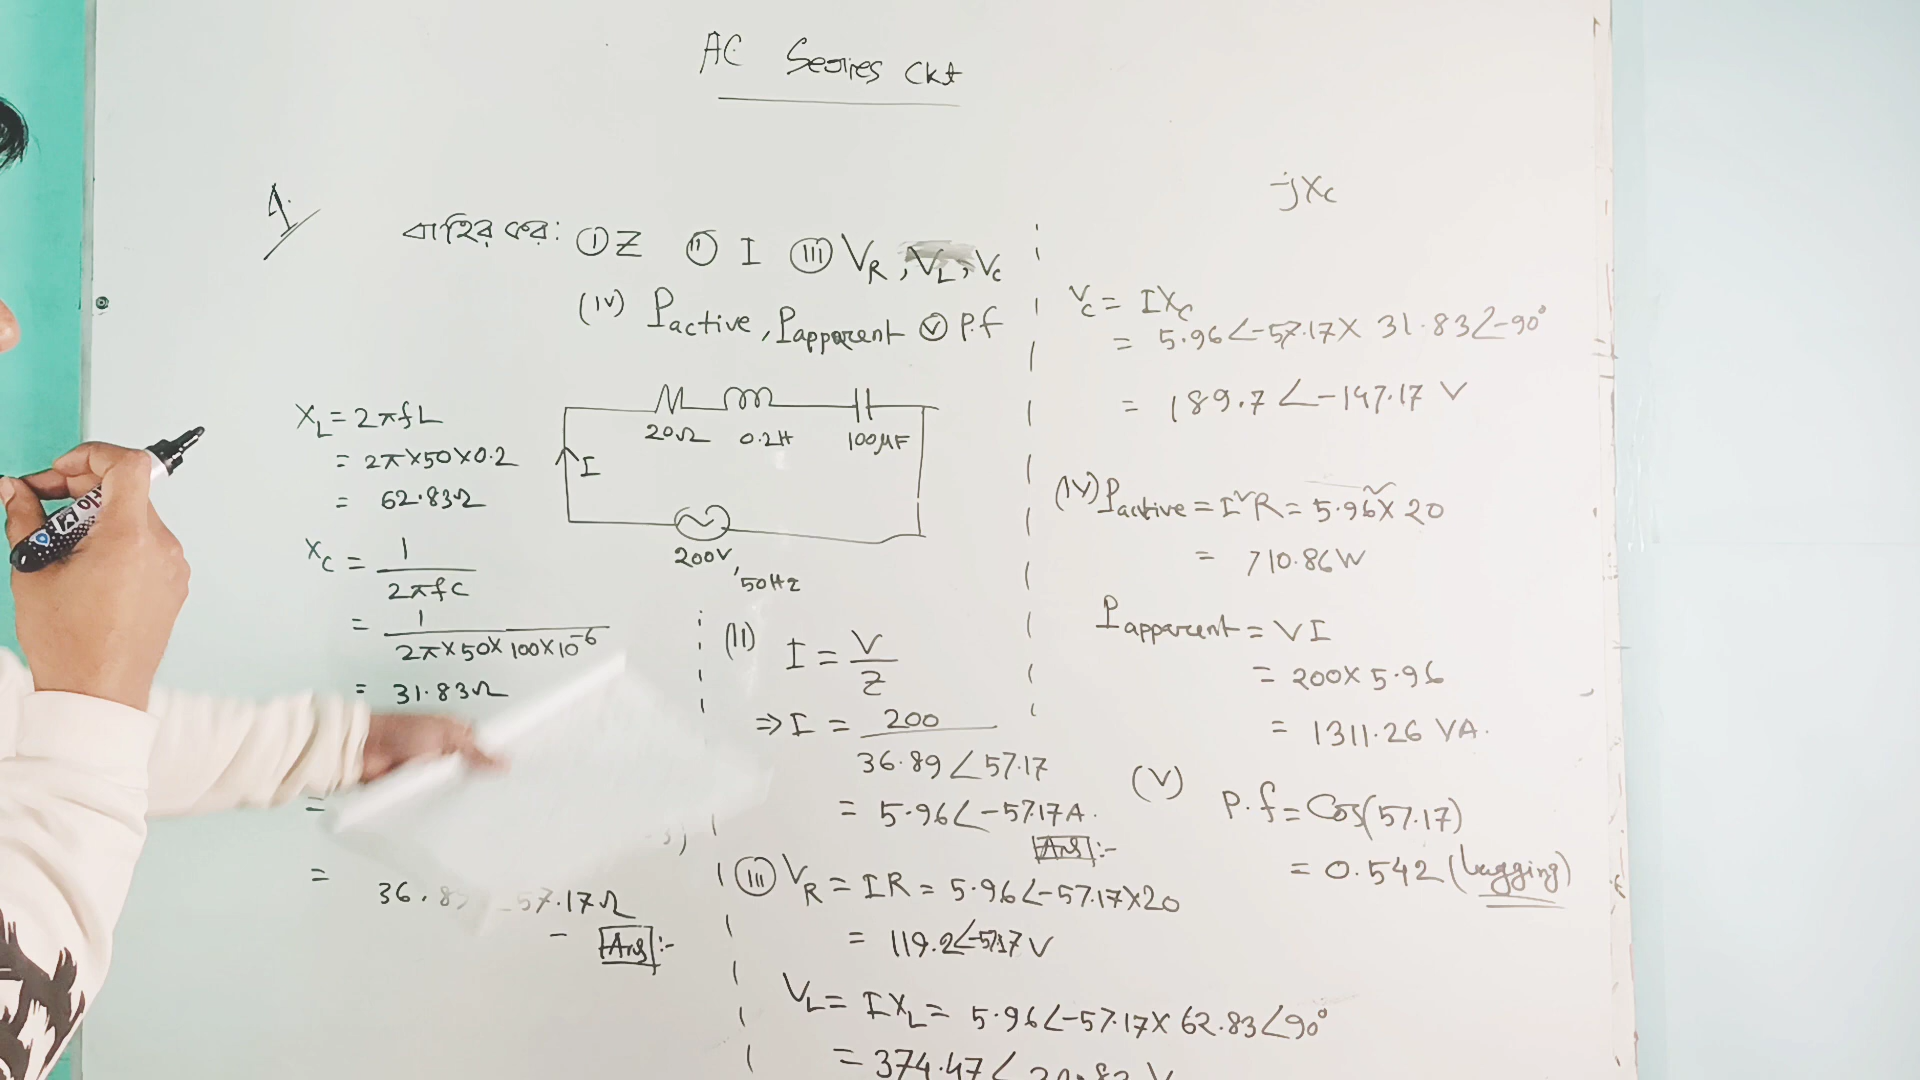 AC Series Ckt
1.
বাহির কর: (i) Z (ii) I (iii) V_R, V_L, V_C
(iv) P_active, P_apparent (v) P.f
20Ω 0.2H 100μF
I
200V, 50Hz
X_L = 2πfL
= 2π×50×0.2
= 62.83Ω
X_C = 1/2πfC
= 1/2π×50×100×10^-6
= 31.83Ω
=
= 36.8 57.17Ω
Ans:-
(II) I = V/Z
⇒ I = 200/36.89∠57.17
= 5.96∠-57.17A.
Ans:-
(iii) V_R = IR = 5.96∠-57.17×20
= 119.2∠-57.17 V
V_L = IX_L = 5.96∠-57.17×62.83∠90°
= 374.47∠
-jX_C
V_C = IX_C
= 5.96∠-57.17× 31.83∠-90°
= 189.7∠-147.17 V
(IV) P_active = I²R = 5.96²×20
= 710.86W
P_apparent = VI
= 200×5.96
= 1311.26 VA.
(V) P.f = Cos(57.17)
= 0.542 (lagging)